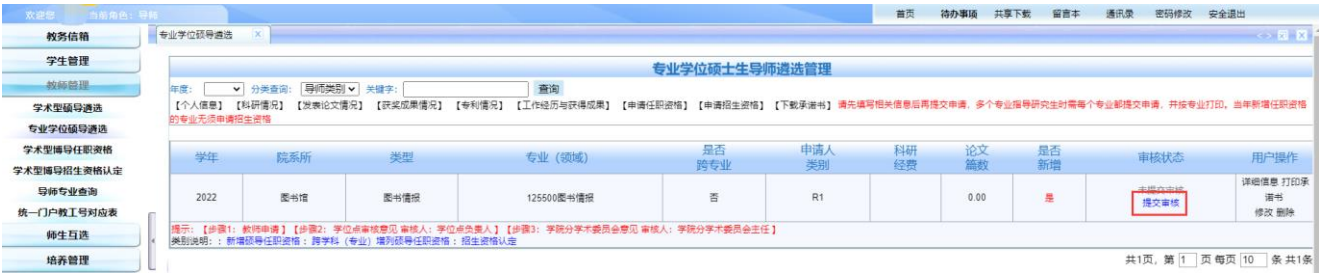 欢迎您 当前角色：导师
首页 待办事项 共享下载 留言本 通讯录 密码修改 安全退出
教务信箱
学生管理
教师管理
学术型硕导遴选
专业学位硕导遴选
学术型博导任职资格
学术型博导招生资格认定
导师专业查询
统一门户教工号对应表
师生互选
培养管理
专业学位硕导遴选 X
专业学位硕士生导师遴选管理
年度： 分类查询： 导师类别 关键字： 查询
【个人信息】 【科研情况】 【发表论文情况】 【获奖成果情况】 【专利情况】 【工作经历与获得成果】 【申请任职资格】 【申请招生资格】 【下载承诺书】 请先填写相关信息后再提交申请，多个专业指导研究生时需每个专业都提交申请，并按专业打印，当年新增任职资格
的专业无须申请招生资格
学年 院系所 类型 专业（领域） 是否跨专业 申请人类别 科研经费 论文篇数 是否新增 审核状态 用户操作
2022 图书馆 图书情报 125500图书情报 否 R1 0.00 是 未提交审核 提交审核 详细信息 打印承诺书 修改 删除
提示：【步骤1：教师申请】【步骤2：学位点审核意见 审核人：学位点负责人】【步骤3：学院分学术委员会意见 审核人：学院分学术委员会主任】
类别说明：：新增硕导任职资格：跨学科（专业）增列硕导任职资格：招生资格认定
共1页，第 1 页 每页 10 条 共1条